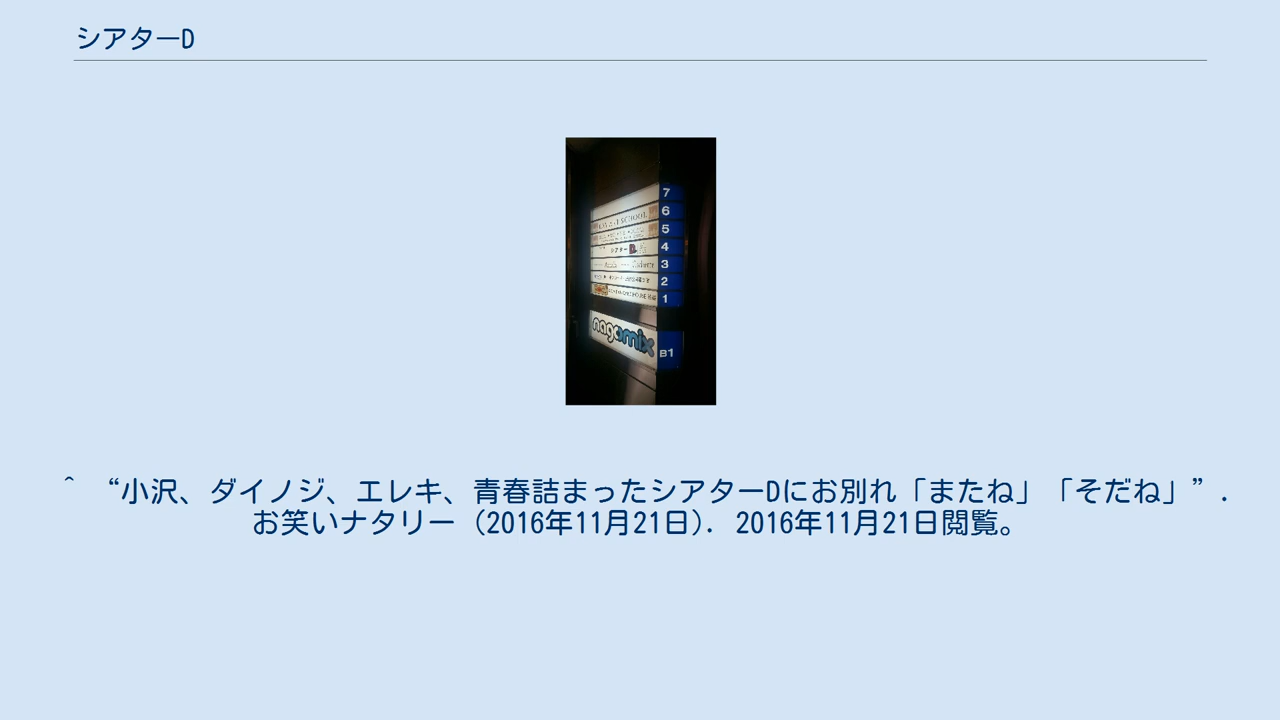 シアターD
7
6
5
シアターD
4
3
2
1
nagomix
B1
^ “小沢、ダイノジ、エレキ、青春詰まったシアターDにお別れ「またね」「そだね」”.
お笑いナタリー (2016年11月21日). 2016年11月21日閲覧。